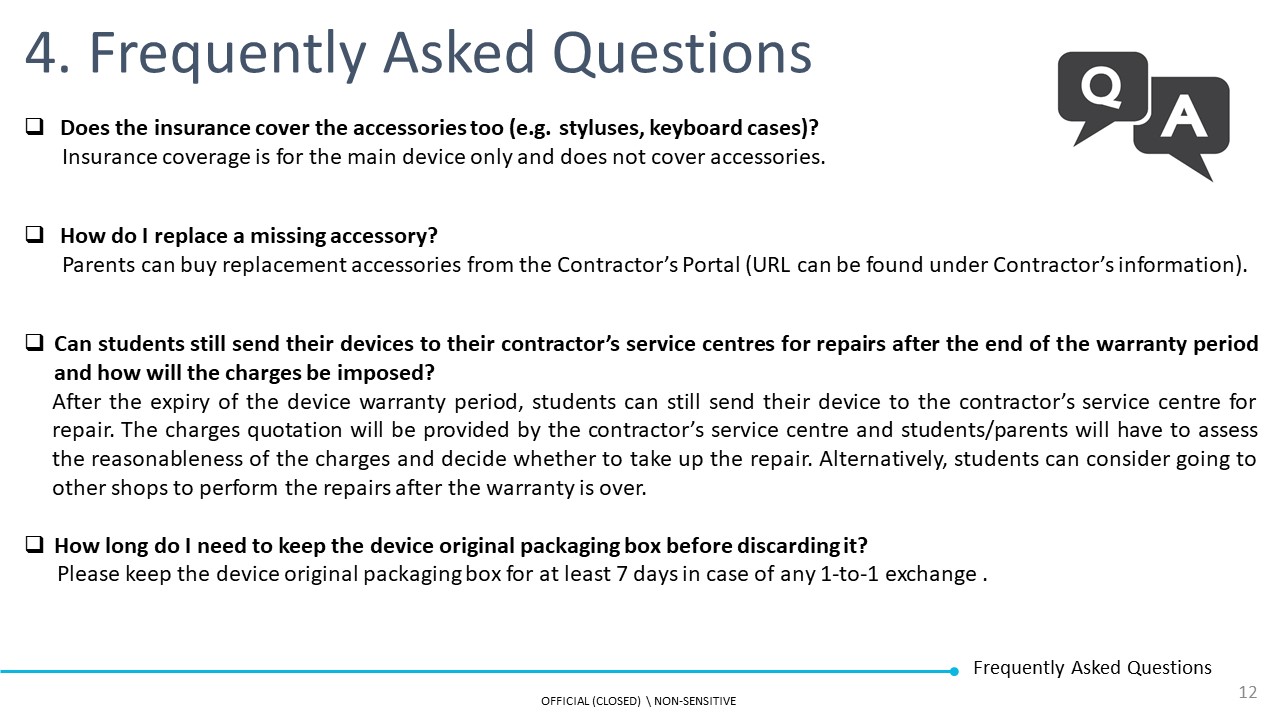 4. Frequently Asked Questions
Q A
❑ Does the insurance cover the accessories too (e.g. styluses, keyboard cases)?
Insurance coverage is for the main device only and does not cover accessories.
❑ How do I replace a missing accessory?
Parents can buy replacement accessories from the Contractor’s Portal (URL can be found under Contractor’s information).
❑ Can students still send their devices to their contractor’s service centres for repairs after the end of the warranty period
and how will the charges be imposed?
After the expiry of the device warranty period, students can still send their device to the contractor’s service centre for
repair. The charges quotation will be provided by the contractor’s service centre and students/parents will have to assess
the reasonableness of the charges and decide whether to take up the repair. Alternatively, students can consider going to
other shops to perform the repairs after the warranty is over.
❑ How long do I need to keep the device original packaging box before discarding it?
Please keep the device original packaging box for at least 7 days in case of any 1-to-1 exchange .
Frequently Asked Questions
12
OFFICIAL (CLOSED) \ NON-SENSITIVE